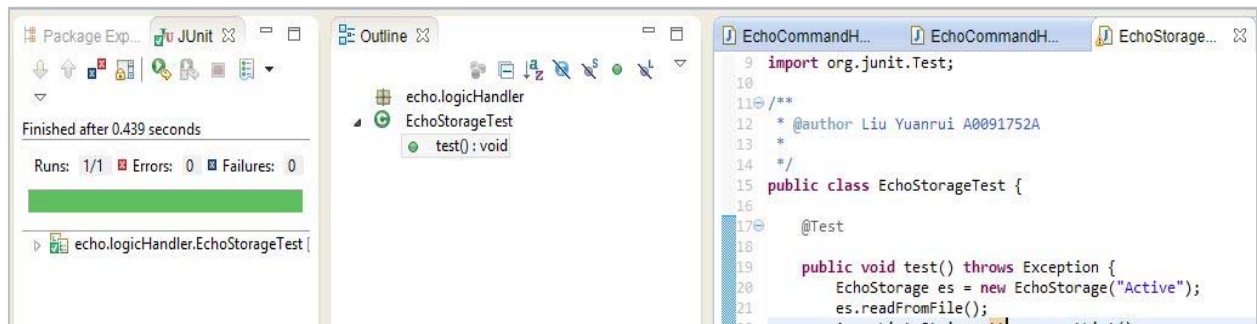 Package Exp...
JUnit
Finished after 0.439 seconds
Runs: 1/1 Errors: 0 Failures: 0
echo.logicHandler.EchoStorageTest [
Outline
echo.logicHandler
EchoStorageTest
test() : void
EchoCommandH...
EchoCommandH...
EchoStorage...
9 import org.junit.Test;
10
11 /**
12 * @author Liu Yuanrui A0091752A
13 *
14 */
15 public class EchoStorageTest {
16
17 @Test
18
19 public void test() throws Exception {
20 EchoStorage es = new EchoStorage("Active");
21 es.readFromFile();